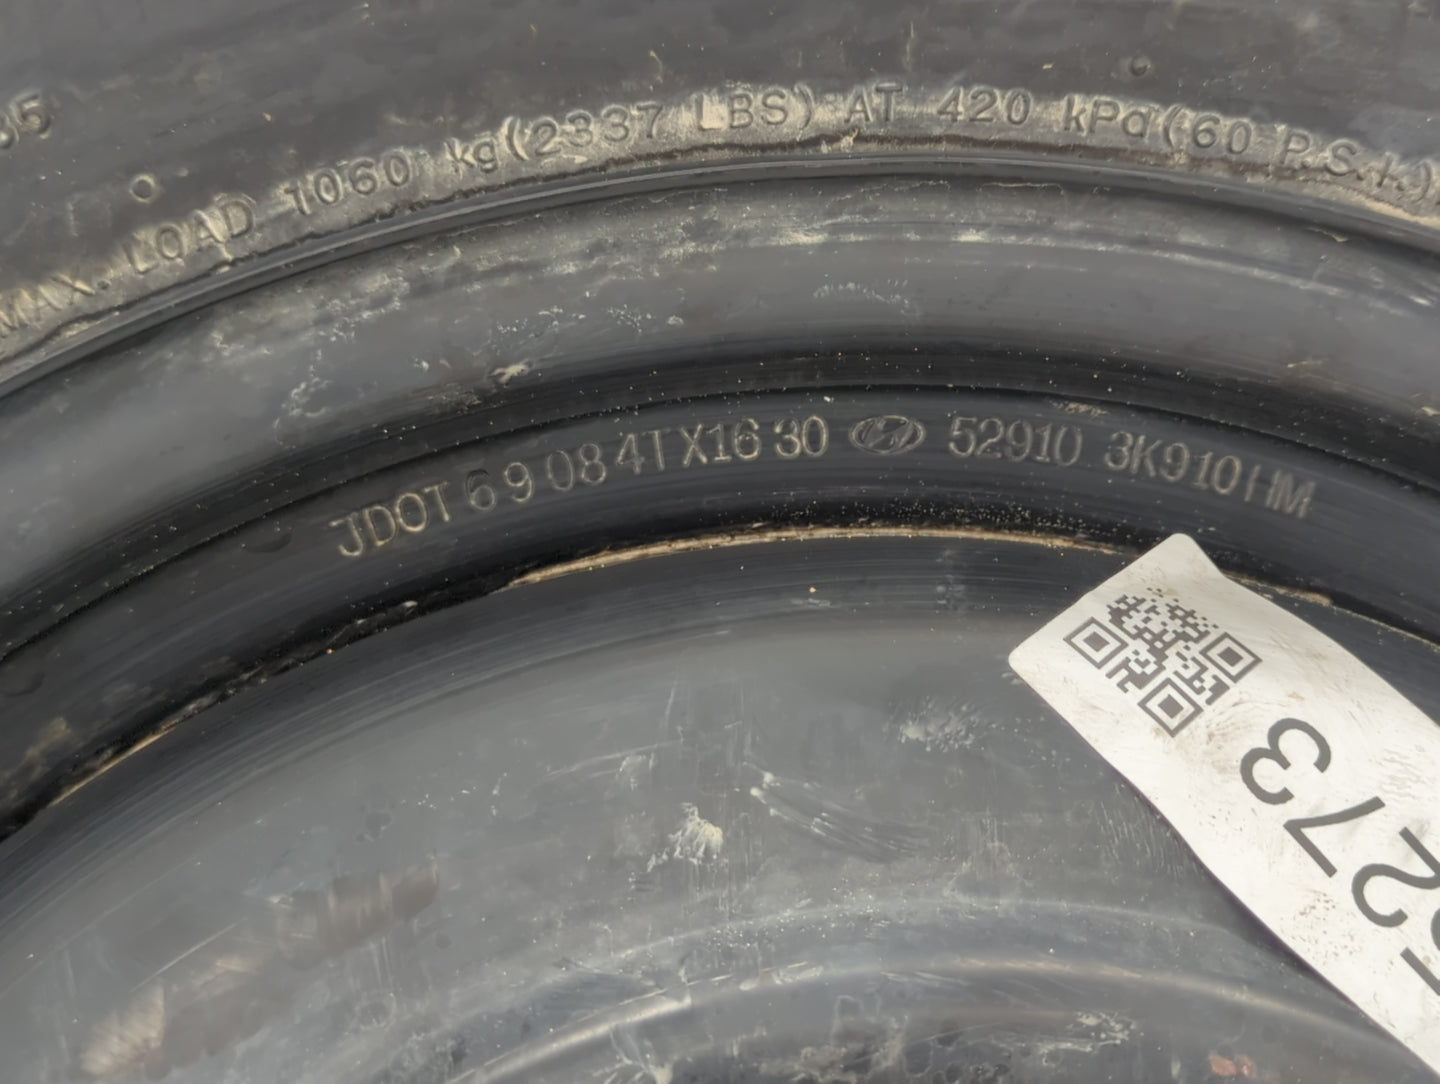 MAX. LOAD 1060 kg(2337 LBS) AT 420 kPa(60 P.S.I.)
JDOT 6 9 08 4T X16 30 52910 3K910HM
273